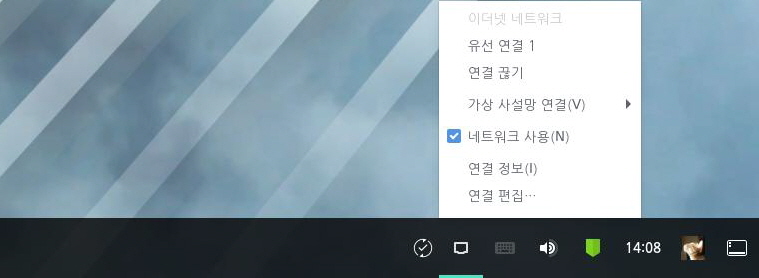 이더넷 네트워크
유선 연결 1
연결 끊기
가상 사설망 연결(V)
네트워크 사용(N)
연결 정보(I)
연결 편집…
14:08